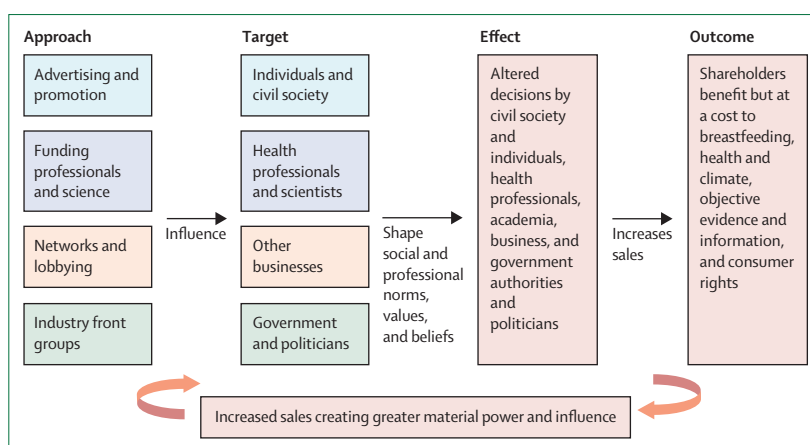 Approach
Advertising and
promotion
Funding
professionals
and science
Networks and
lobbying
Industry front
groups
Influence
Target
Individuals and
civil society
Health
professionals
and scientists
Other
businesses
Government
and politicians
Shape
social and
professional
norms,
values,
and beliefs
Effect
Altered
decisions by
civil society
and
individuals,
health
professionals,
academia,
business, and
government
authorities
and
politicians
Increases
sales
Outcome
Shareholders
benefit but at
a cost to
breastfeeding,
health and
climate,
objective
evidence and
information,
and consumer
rights
Increased sales creating greater material power and influence